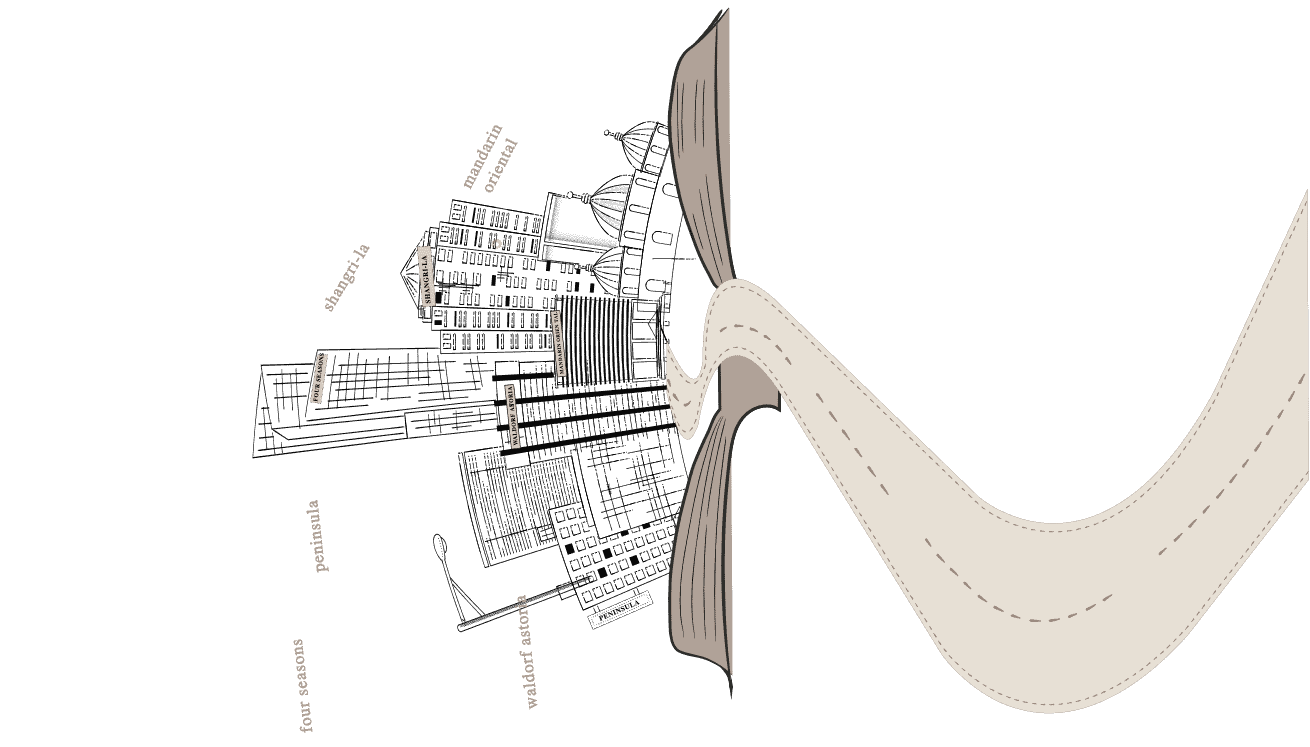 mandarin
oriental
shangri-la
SHANGRI-LA
FOUR SEASONS
MANDARIN ORIENTAL
WALDORF ASTORIA
peninsula
waldorf astoria
PENINSULA
four seasons